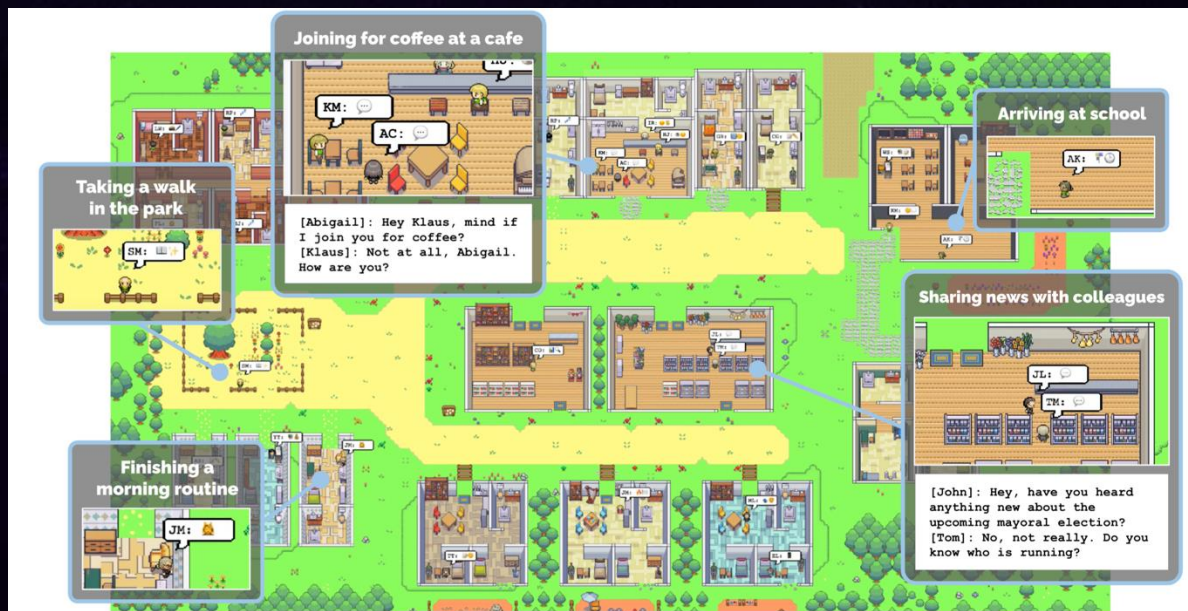 Joining for coffee at a cafe
KM:
AC:
[Abigail]: Hey Klaus, mind if
I join you for coffee?
[Klaus]: Not at all, Abigail.
How are you?
Taking a walk
in the park
SM:
Arriving at school
AK:
Sharing news with colleagues
JL:
TM:
[John]: Hey, have you heard
anything new about the
upcoming mayoral election?
[Tom]: No, not really. Do you
know who is running?
Finishing a
morning routine
JM: